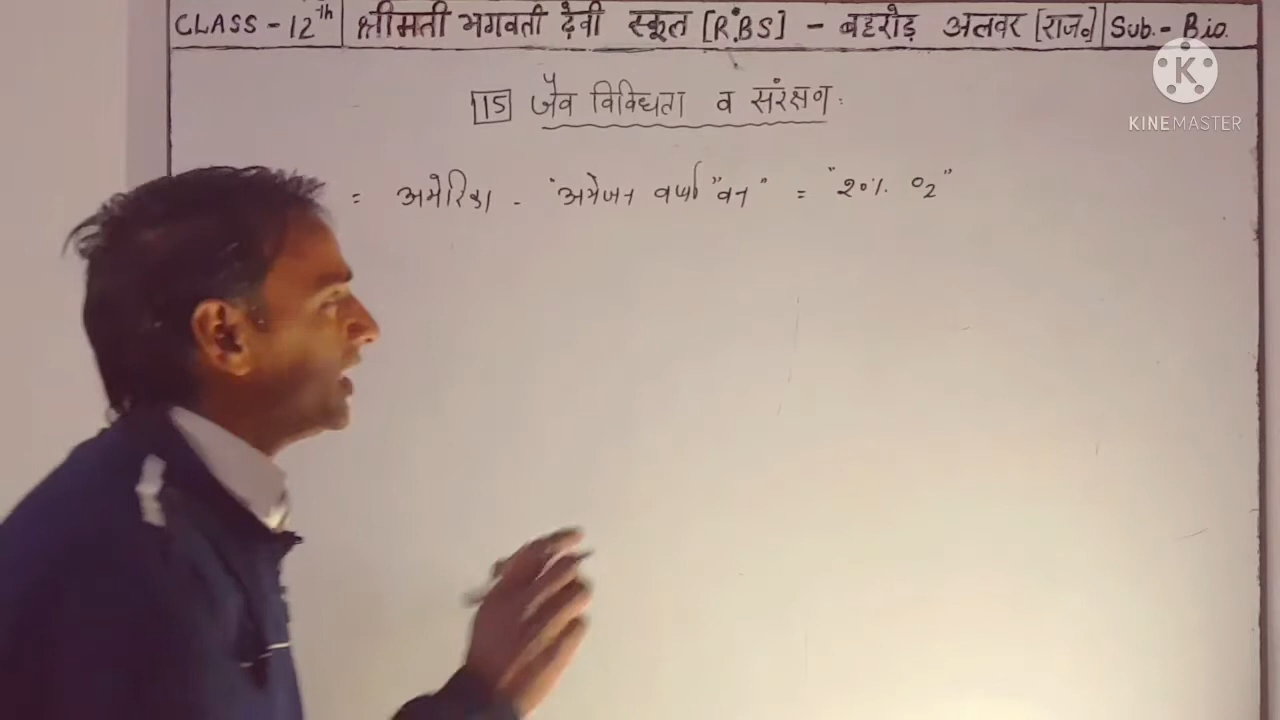 CLASS - 12th | श्रीमती भगवती देवी स्कूल [R.B.S] - बहरोड़ अलवर [राज॰] | Sub. - Bio.
K
KINEMASTER
15 जैव विविधता व संरक्षण :
= अमेरिका - "अमेजन वर्षा "वन" = "20% O2"